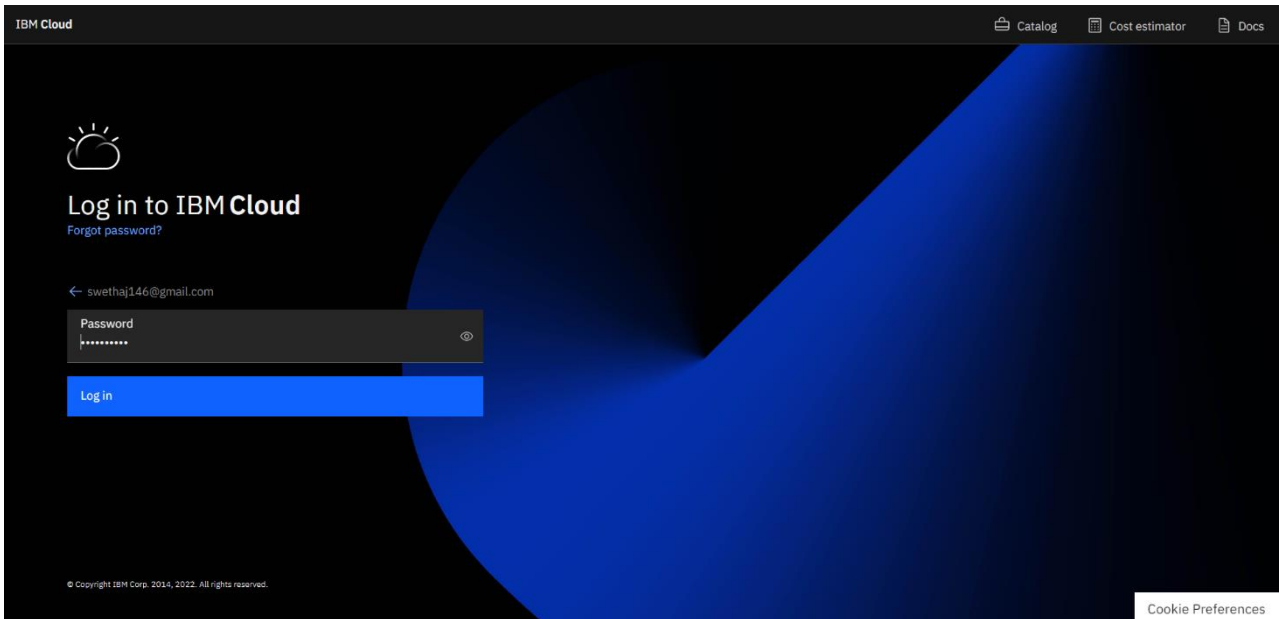 IBM Cloud
Catalog
Cost estimator
Docs
Log in to IBM Cloud
Forgot password?
← swethaj146@gmail.com
Password
••••••••••
Log in
© Copyright IBM Corp. 2014, 2022. All rights reserved.
Cookie Preferences